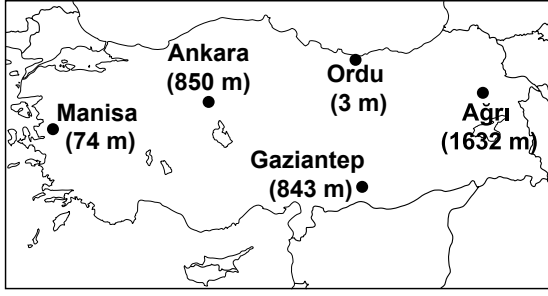 Ankara
(850 m)
Ordu
(3 m)
Manisa
(74 m)
Ağrı
(1632 m)
Gaziantep
(843 m)